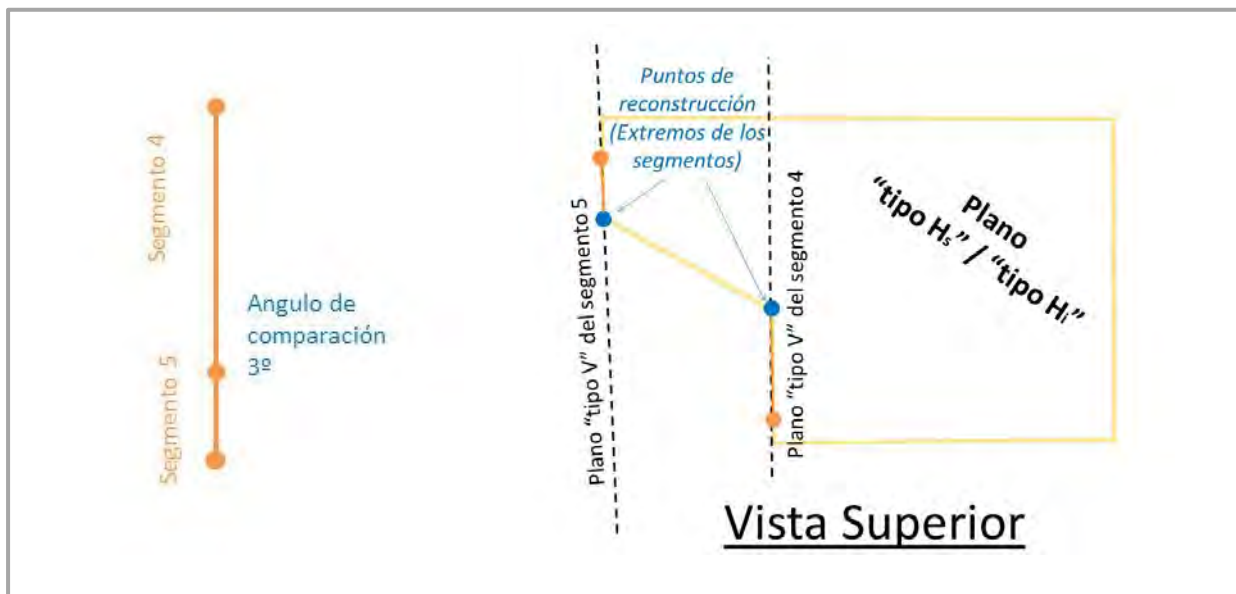 Segmento 4
Segmento 5
Angulo de
comparación
3º
Puntos de
reconstrucción
(Extremos de los
segmentos)
Plano “tipo V” del segmento 5
Plano “tipo V” del segmento 4
Plano
“tipo Hs” / “tipo Hi”
Vista Superior